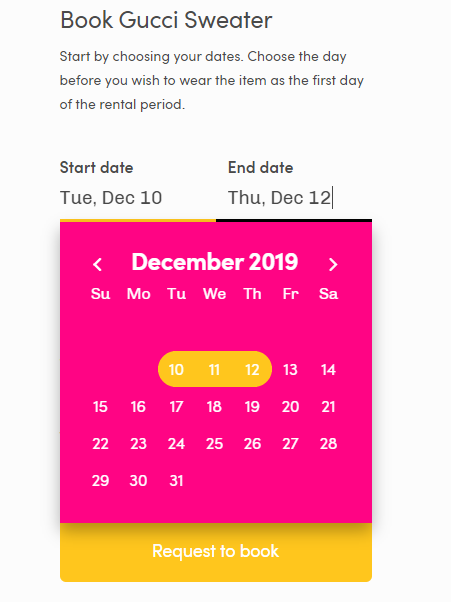 Book Gucci Sweater
Start by choosing your dates. Choose the day
before you wish to wear the item as the first day
of the rental period.
Start date End date
Tue, Dec 10 Thu, Dec 12
December 2019
Su Mo Tu We Th Fr Sa
10 11 12 13 14
15 16 17 18 19 20 21
22 23 24 25 26 27 28
29 30 31
Request to book